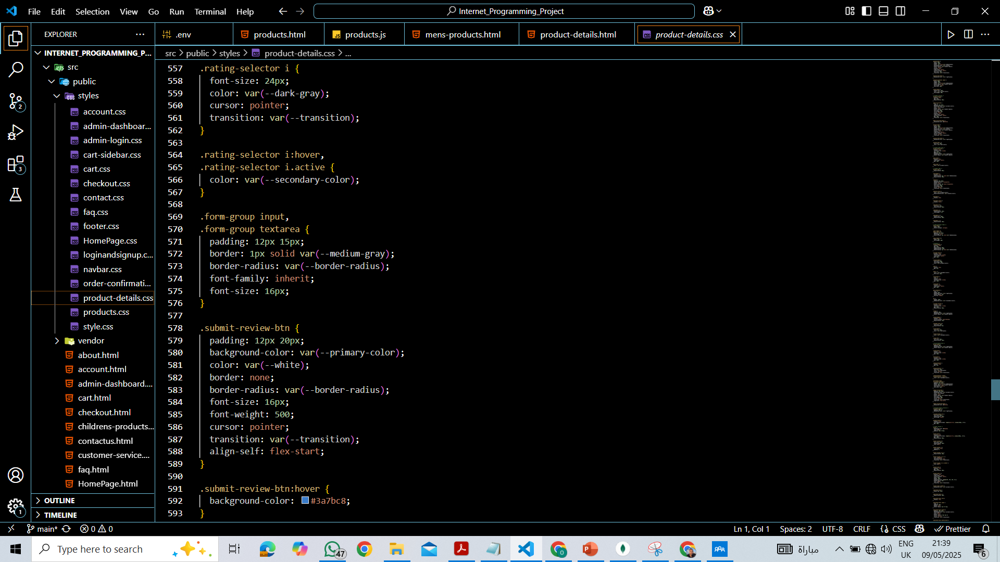 File Edit Selection View Go Run Terminal Help
Internet_Programming_Project
EXPLORER
.env
products.html
products.js
mens-products.html
product-details.html
product-details.css
INTERNET_PROGRAMMING_P...
src > public > styles > product-details.css > ...
src
public
styles
account.css
admin-dashboar...
admin-login.css
cart-sidebar.css
cart.css
checkout.css
contact.css
faq.css
footer.css
HomePage.css
loginandsignup.c...
navbar.css
order-confirmati...
product-details.css
products.css
style.css
vendor
about.html
account.html
admin-dashboard....
cart.html
checkout.html
childrens-products...
contactus.html
customer-service....
faq.html
HomePage.html
OUTLINE
TIMELINE
2
3
1
557 .rating-selector i {
558 font-size: 24px;
559 color: var(--dark-gray);
560 cursor: pointer;
561 transition: var(--transition);
562 }
563
564 .rating-selector i:hover,
565 .rating-selector i.active {
566 color: var(--secondary-color);
567 }
568
569 .form-group input,
570 .form-group textarea {
571 padding: 12px 15px;
572 border: 1px solid var(--medium-gray);
573 border-radius: var(--border-radius);
574 font-family: inherit;
575 font-size: 16px;
576 }
577
578 .submit-review-btn {
579 padding: 12px 20px;
580 background-color: var(--primary-color);
581 color: var(--white);
582 border: none;
583 border-radius: var(--border-radius);
584 font-size: 16px;
585 font-weight: 500;
586 cursor: pointer;
587 transition: var(--transition);
588 align-self: flex-start;
589 }
590
591 .submit-review-btn:hover {
592 background-color: #3a7bc8;
593 }
main* 0 0
Ln 1, Col 1 Spaces: 2 UTF-8 CRLF CSS Prettier
Type here to search
47
مباراة
ENG
UK
21:39
09/05/2025
6